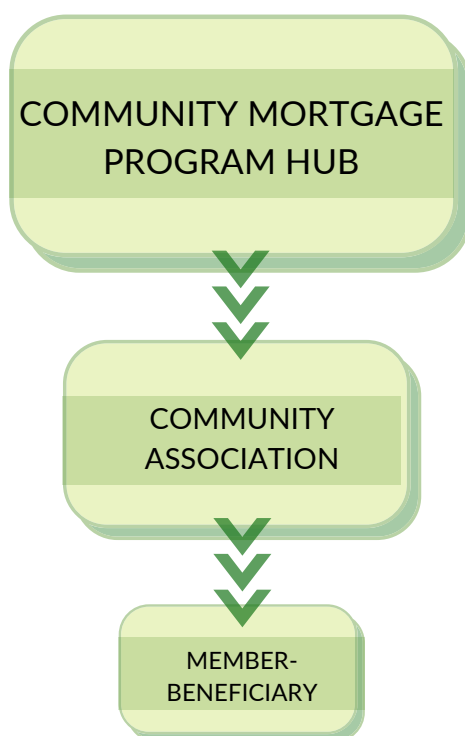 COMMUNITY MORTGAGE
PROGRAM HUB
COMMUNITY
ASSOCIATION
MEMBER-
BENEFICIARY